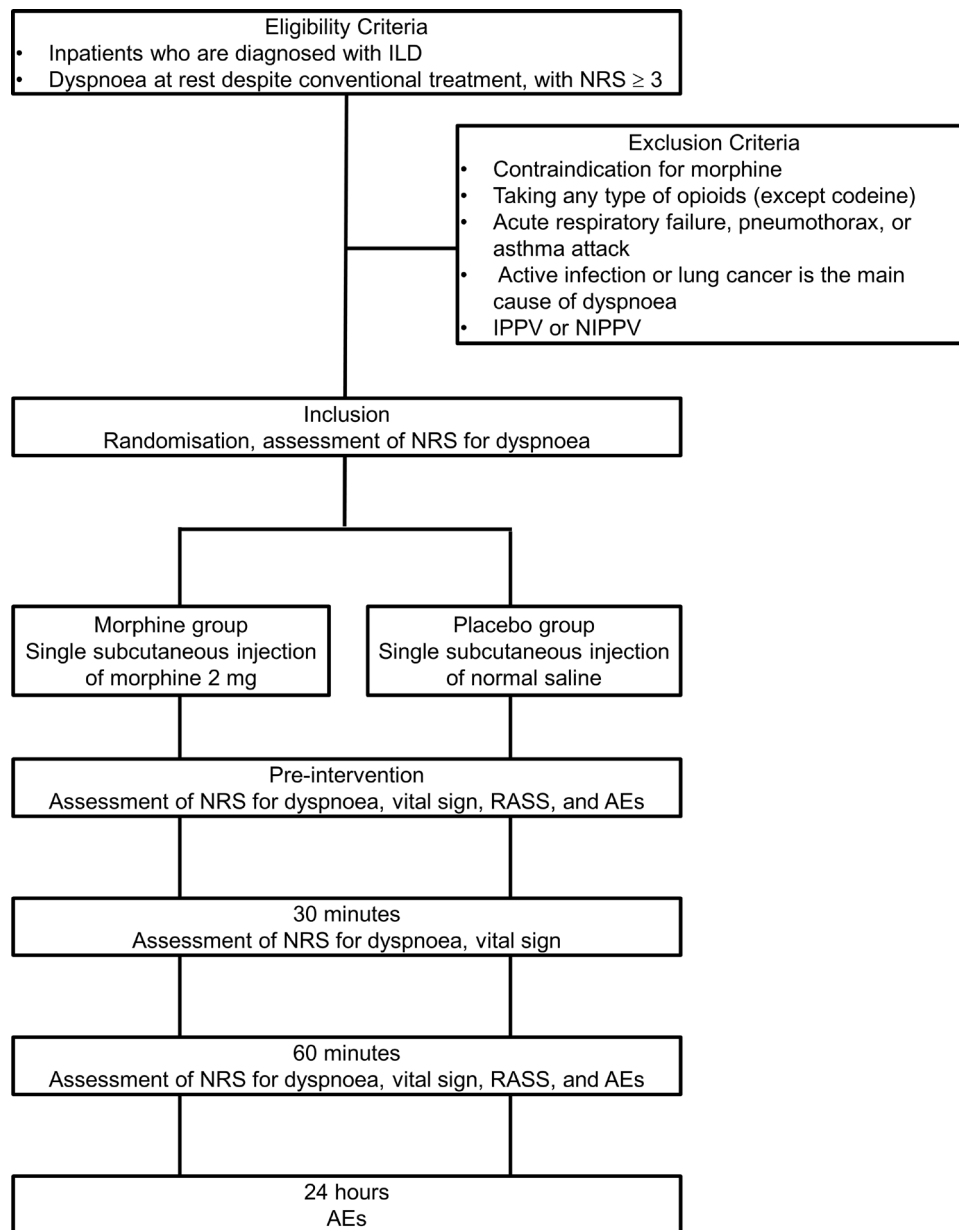 Eligibility Criteria
• Inpatients who are diagnosed with ILD
• Dyspnoea at rest despite conventional treatment, with NRS ≥ 3
Exclusion Criteria
• Contraindication for morphine
• Taking any type of opioids (except codeine)
• Acute respiratory failure, pneumothorax, or
asthma attack
• Active infection or lung cancer is the main
cause of dyspnoea
• IPPV or NIPPV
Inclusion
Randomisation, assessment of NRS for dyspnoea
Morphine group
Single subcutaneous injection
of morphine 2 mg
Placebo group
Single subcutaneous injection
of normal saline
Pre-intervention
Assessment of NRS for dyspnoea, vital sign, RASS, and AEs
30 minutes
Assessment of NRS for dyspnoea, vital sign
60 minutes
Assessment of NRS for dyspnoea, vital sign, RASS, and AEs
24 hours
AEs